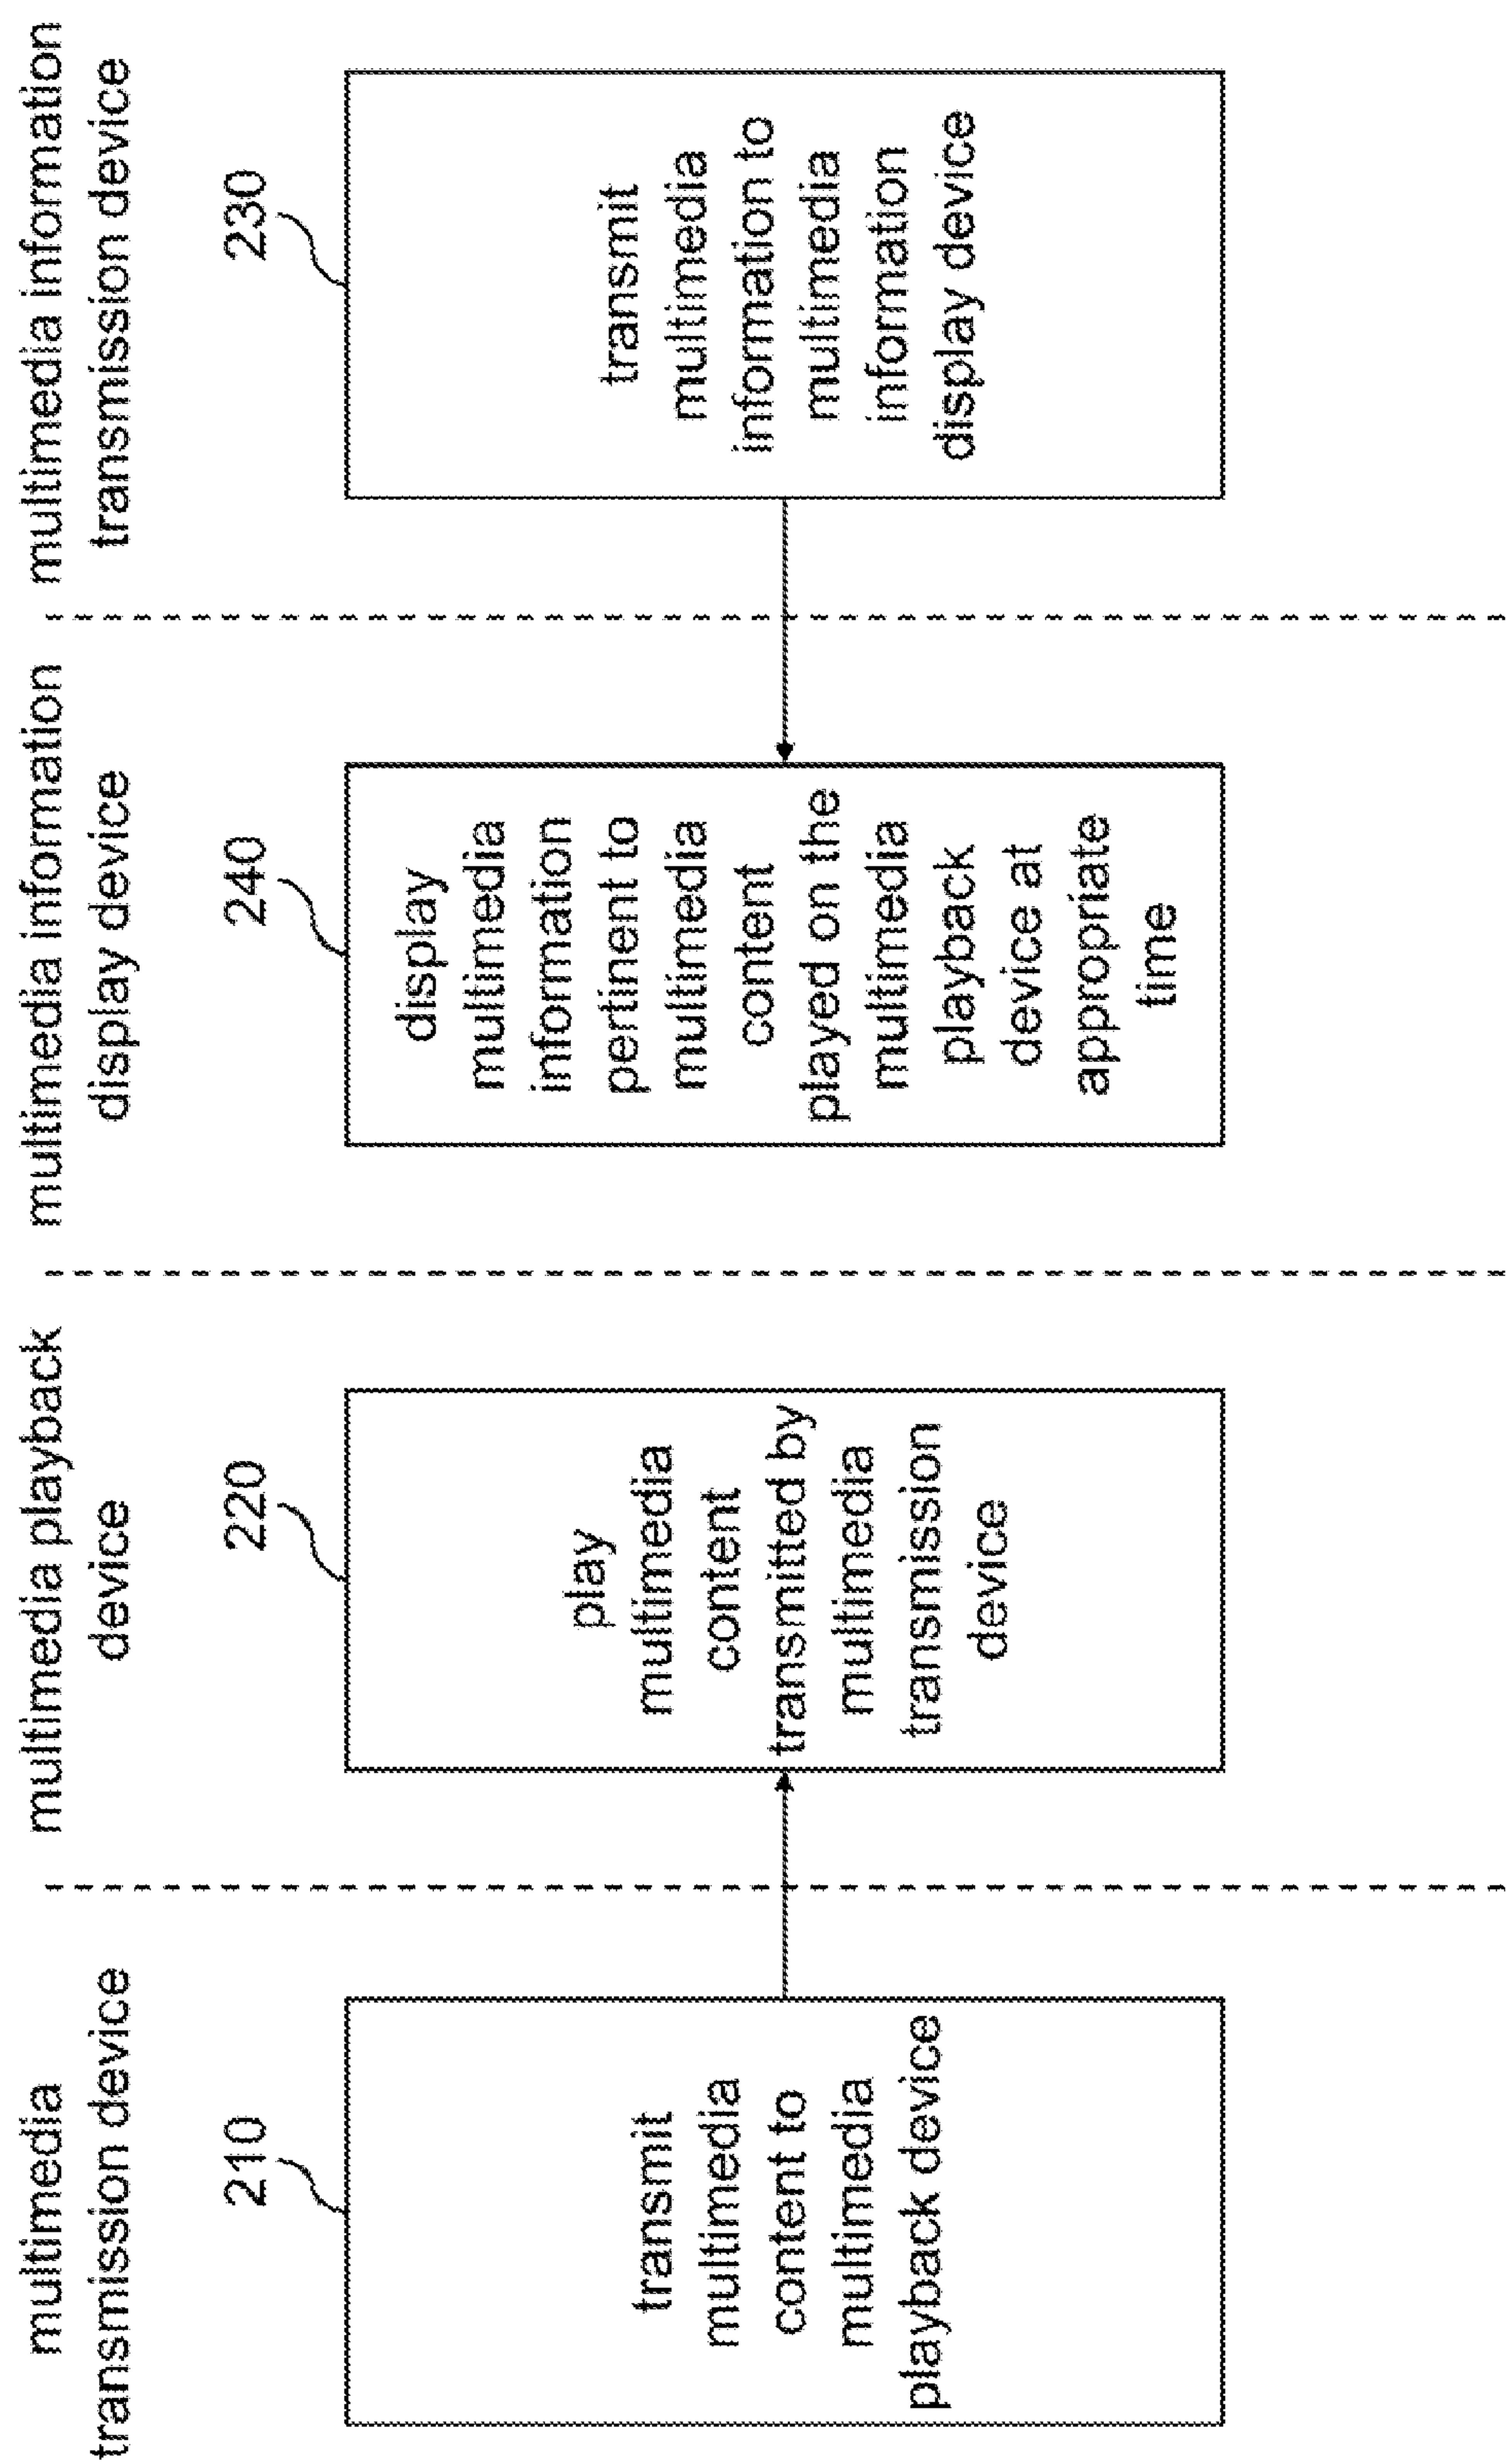 multimedia
transmission device
210
transmit
multimedia
content to
multimedia
playback device
multimedia playback
device
220
play
multimedia
content
transmitted by
multimedia
transmission
device
multimedia information
display device
240
display
multimedia
information
pertinent to
multimedia
content
played on the
multimedia
playback
device at
appropriate
time
multimedia information
transmission device
230
transmit
multimedia
information to
multimedia
information
display device